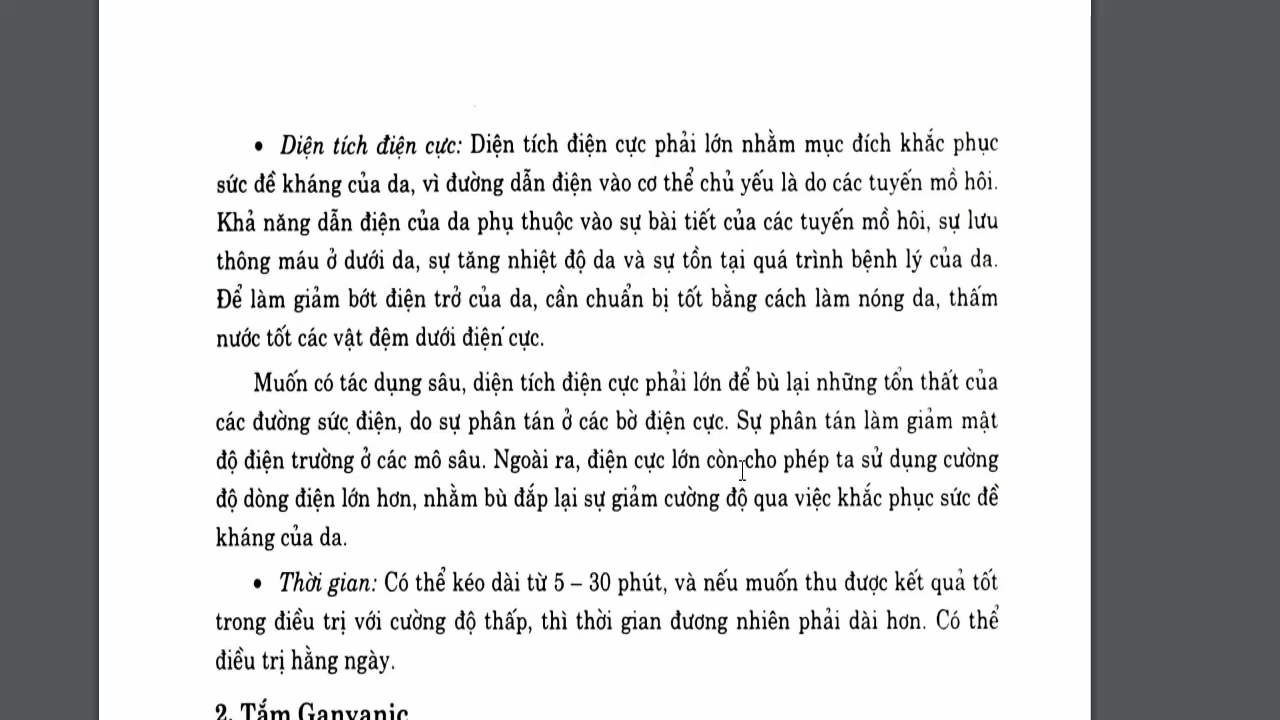 • Diện tích điện cực: Diện tích điện cực phải lớn nhằm mục đích khắc phục
sức đề kháng của da, vì đường dẫn điện vào cơ thể chủ yếu là do các tuyến mồ hôi.
Khả năng dẫn điện của da phụ thuộc vào sự bài tiết của các tuyến mồ hôi, sự lưu
thông máu ở dưới da, sự tăng nhiệt độ da và sự tồn tại quá trình bệnh lý của da.
Để làm giảm bớt điện trở của da, cần chuẩn bị tốt bằng cách làm nóng da, thấm
nước tốt các vật đệm dưới điện cực.
Muốn có tác dụng sâu, diện tích điện cực phải lớn để bù lại những tổn thất của
các đường sức điện, do sự phân tán ở các bờ điện cực. Sự phân tán làm giảm mật
độ điện trường ở các mô sâu. Ngoài ra, điện cực lớn còn cho phép ta sử dụng cường
độ dòng điện lớn hơn, nhằm bù đắp lại sự giảm cường độ qua việc khắc phục sức đề
kháng của da.
• Thời gian: Có thể kéo dài từ 5 – 30 phút, và nếu muốn thu được kết quả tốt
trong điều trị với cường độ thấp, thì thời gian đương nhiên phải dài hơn. Có thể
điều trị hằng ngày.
2. Tắm Ganvanic